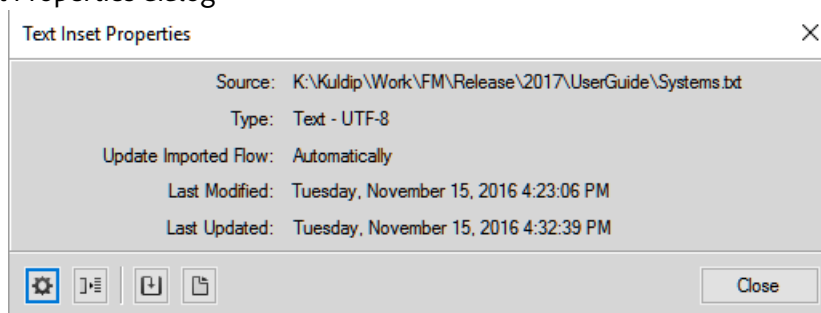 Properties dialog
Text Inset Properties
Source: K:\Kuldip\Work\FM\Release\2017\UserGuide\Systems.txt
Type: Text - UTF-8
Update Imported Flow: Automatically
Last Modified: Tuesday, November 15, 2016 4:23:06 PM
Last Updated: Tuesday, November 15, 2016 4:32:39 PM
Close